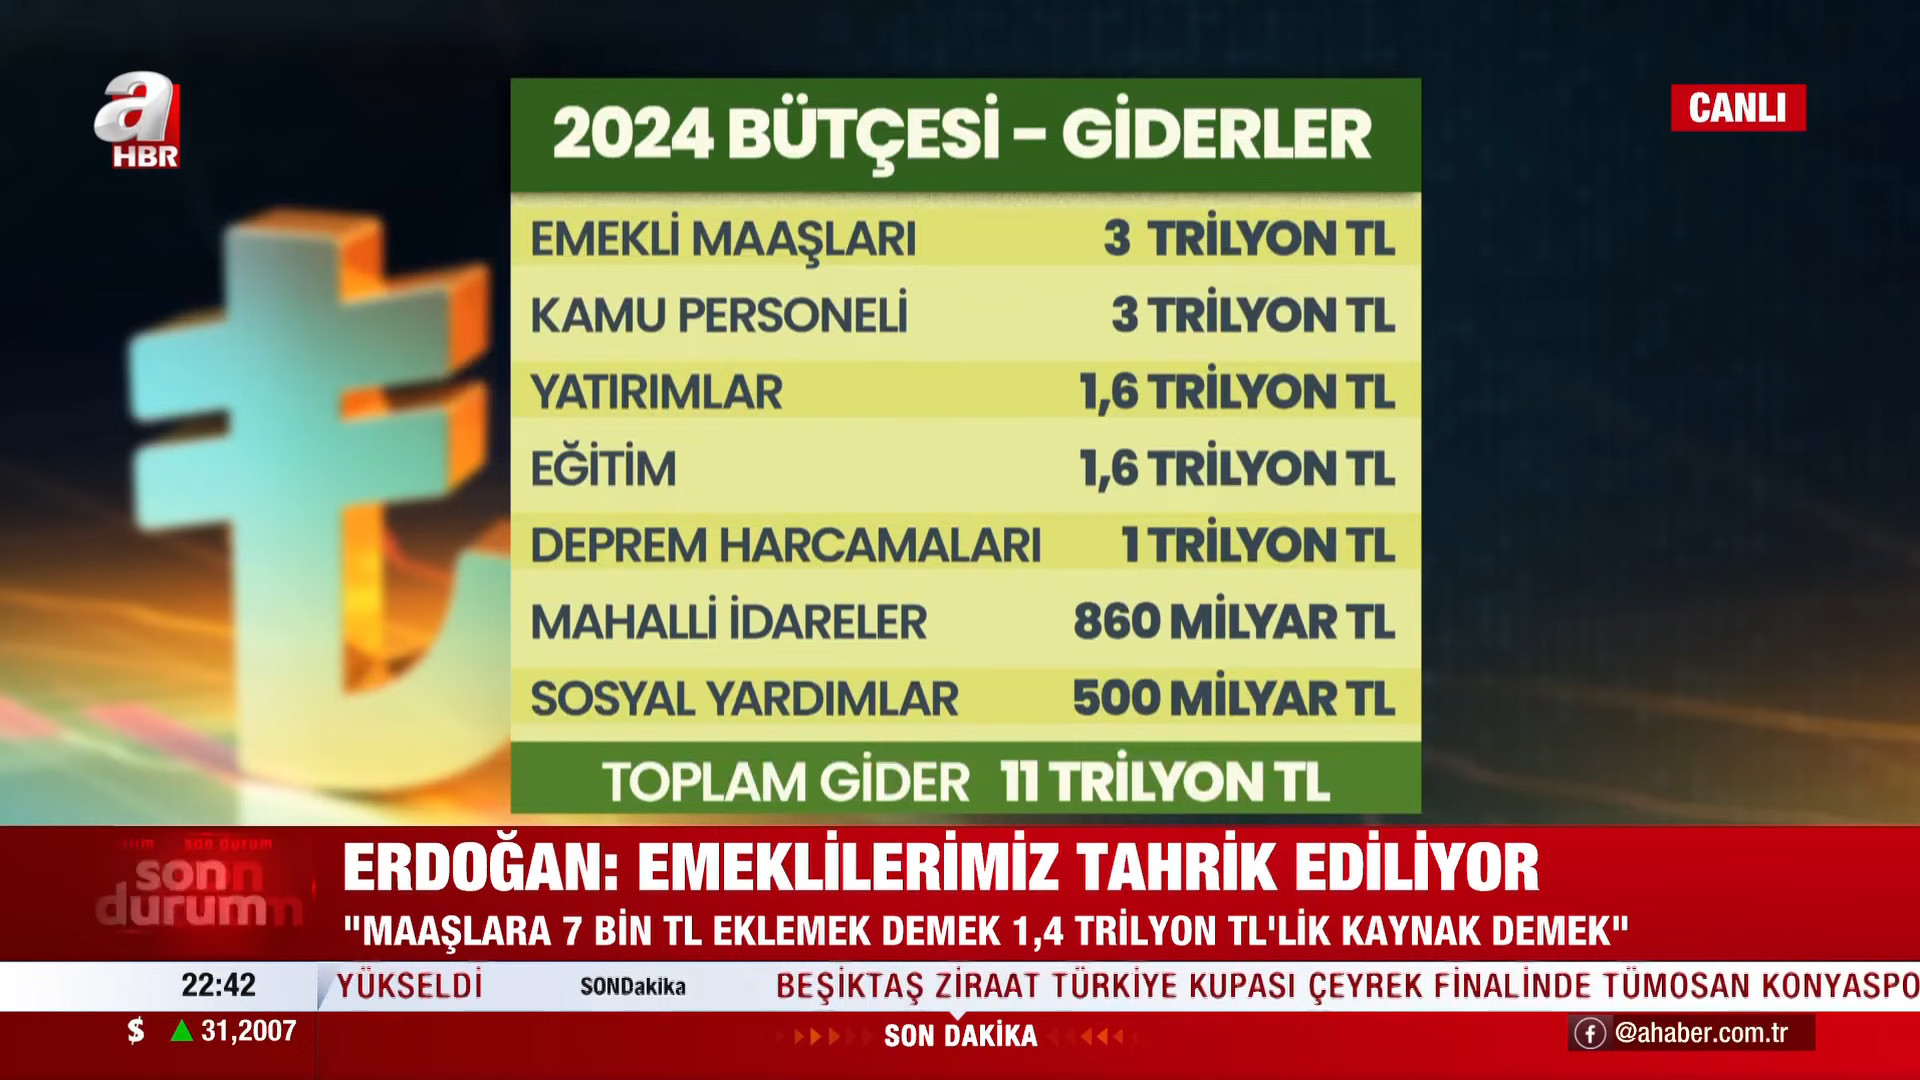 a
HBR
CANLI
2024 BÜTÇESİ – GİDERLER
EMEKLİ MAAŞLARI 3 TRİLYON TL
KAMU PERSONELİ 3 TRİLYON TL
YATIRIMLAR 1,6 TRİLYON TL
EĞİTİM 1,6 TRİLYON TL
DEPREM HARCAMALARI 1 TRİLYON TL
MAHALLİ İDARELER 860 MİLYAR TL
SOSYAL YARDIMLAR 500 MİLYAR TL
TOPLAM GİDER 11 TRİLYON TL
son durum
son durum
ERDOĞAN: EMEKLİLERİMİZ TAHRİK EDİLİYOR
"MAAŞLARA 7 BİN TL EKLEMEK DEMEK 1,4 TRİLYON TL'LİK KAYNAK DEMEK"
22:42 YÜKSELDİ SONDakika BEŞİKTAŞ ZİRAAT TÜRKİYE KUPASI ÇEYREK FİNALİNDE TÜMOSAN KONYASPO
$ ▲ 31,2007 SON DAKİKA @ahaber.com.tr